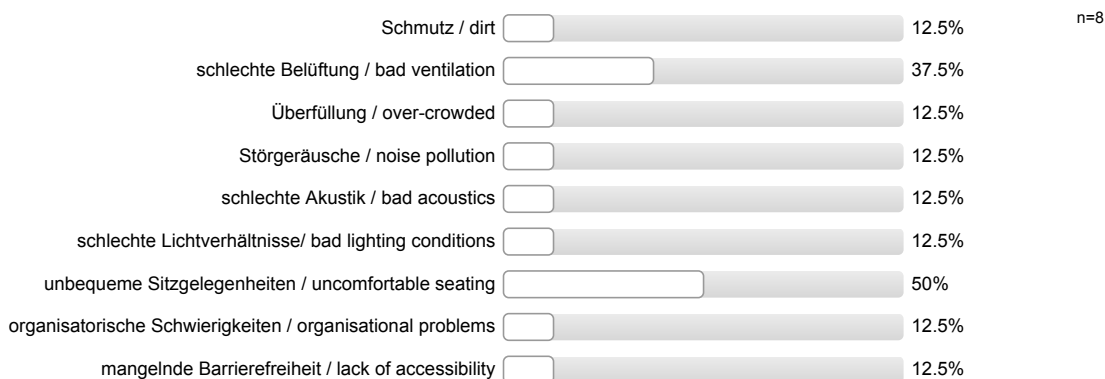 n=8
Schmutz / dirt 12.5%
schlechte Belüftung / bad ventilation 37.5%
Überfüllung / over-crowded 12.5%
Störgeräusche / noise pollution 12.5%
schlechte Akustik / bad acoustics 12.5%
schlechte Lichtverhältnisse/ bad lighting conditions 12.5%
unbequeme Sitzgelegenheiten / uncomfortable seating 50%
organisatorische Schwierigkeiten / organisational problems 12.5%
mangelnde Barrierefreiheit / lack of accessibility 12.5%